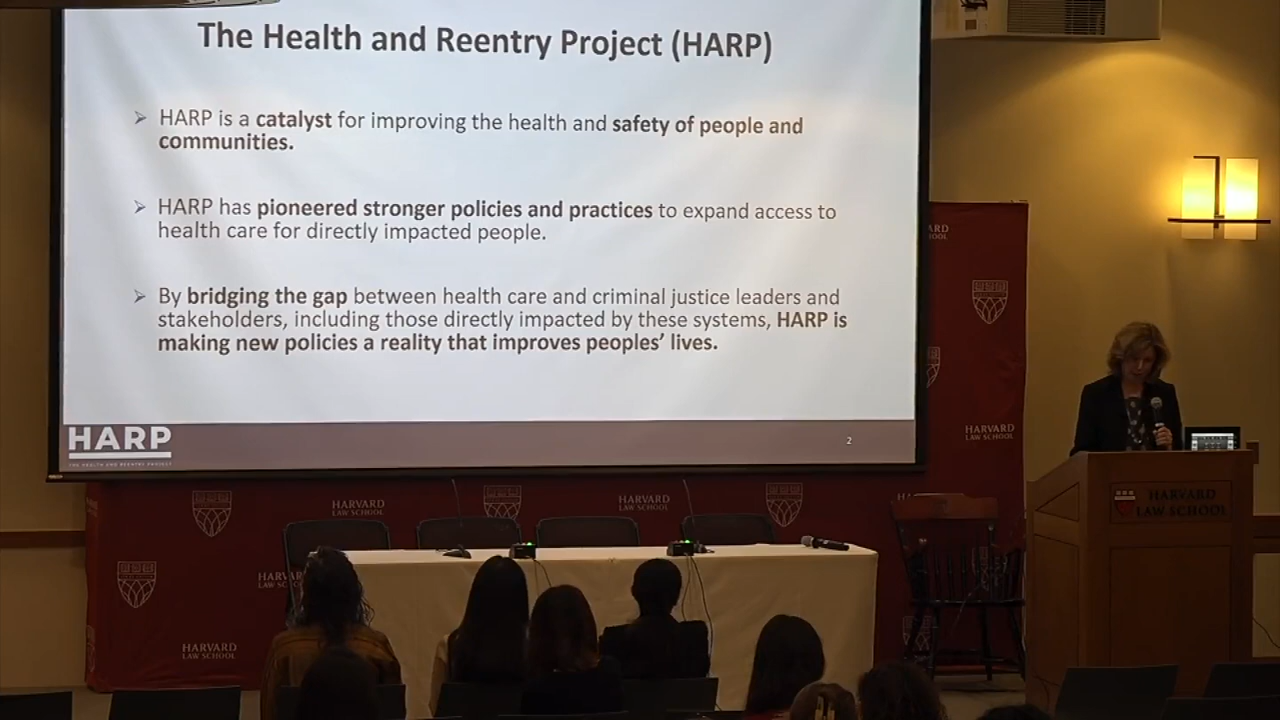 The Health and Reentry Project (HARP)
HARP is a catalyst for improving the health and safety of people and
communities.
HARP has pioneered stronger policies and practices to expand access to
health care for directly impacted people.
By bridging the gap between health care and criminal justice leaders and
stakeholders, including those directly impacted by these systems, HARP is
making new policies a reality that improves peoples’ lives.
HARP
THE HEALTH AND REENTRY PROJECT
2
HARVARD
LAW SCHOOL
HARVARD
LAW SCHOOL
HARVARD
LAW SCHOOL
HARVARD
LAW SCHOOL
HARVARD
LAW SCHOOL